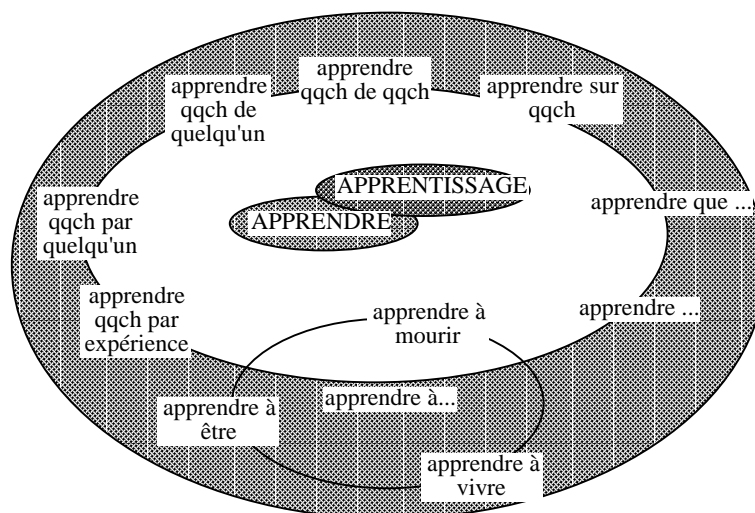 apprendre
qqch de qqch
apprendre
qqch de
quelqu'un
apprendre sur
qqch
APPRENTISSAGE
APPRENDRE
apprendre
qqch par
quelqu'un
apprendre que ...
apprendre
qqch par
expérience
apprendre ...
apprendre à
mourir
apprendre à...
apprendre à
être
apprendre à
vivre